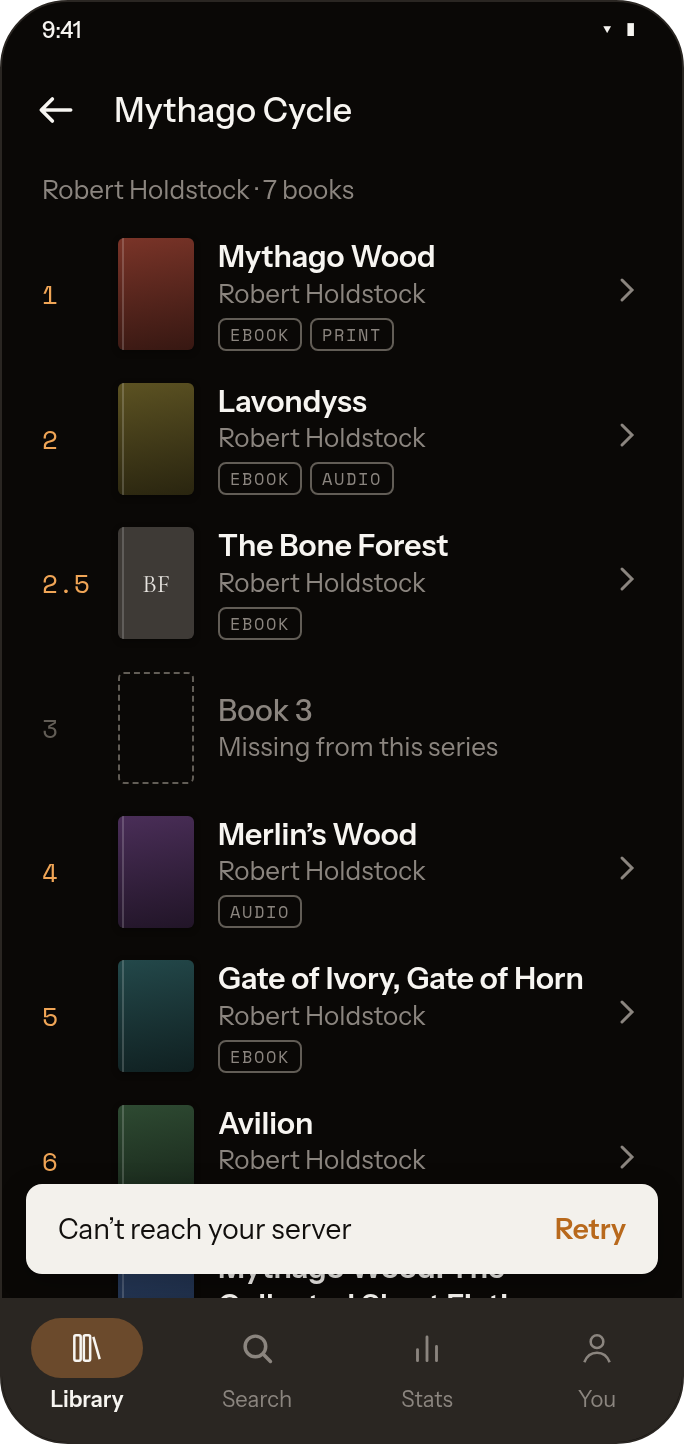 9:41
Mythago Cycle
Robert Holdstock · 7 books
1
Mythago Wood
Robert Holdstock
EBOOK PRINT
2
Lavondyss
Robert Holdstock
EBOOK AUDIO
2.5
BF
The Bone Forest
Robert Holdstock
EBOOK
3
Book 3
Missing from this series
4
Merlin’s Wood
Robert Holdstock
AUDIO
5
Gate of Ivory, Gate of Horn
Robert Holdstock
EBOOK
6
Avilion
Robert Holdstock
Can’t reach your server Retry
Mythago Wood: The
Library Search Stats You